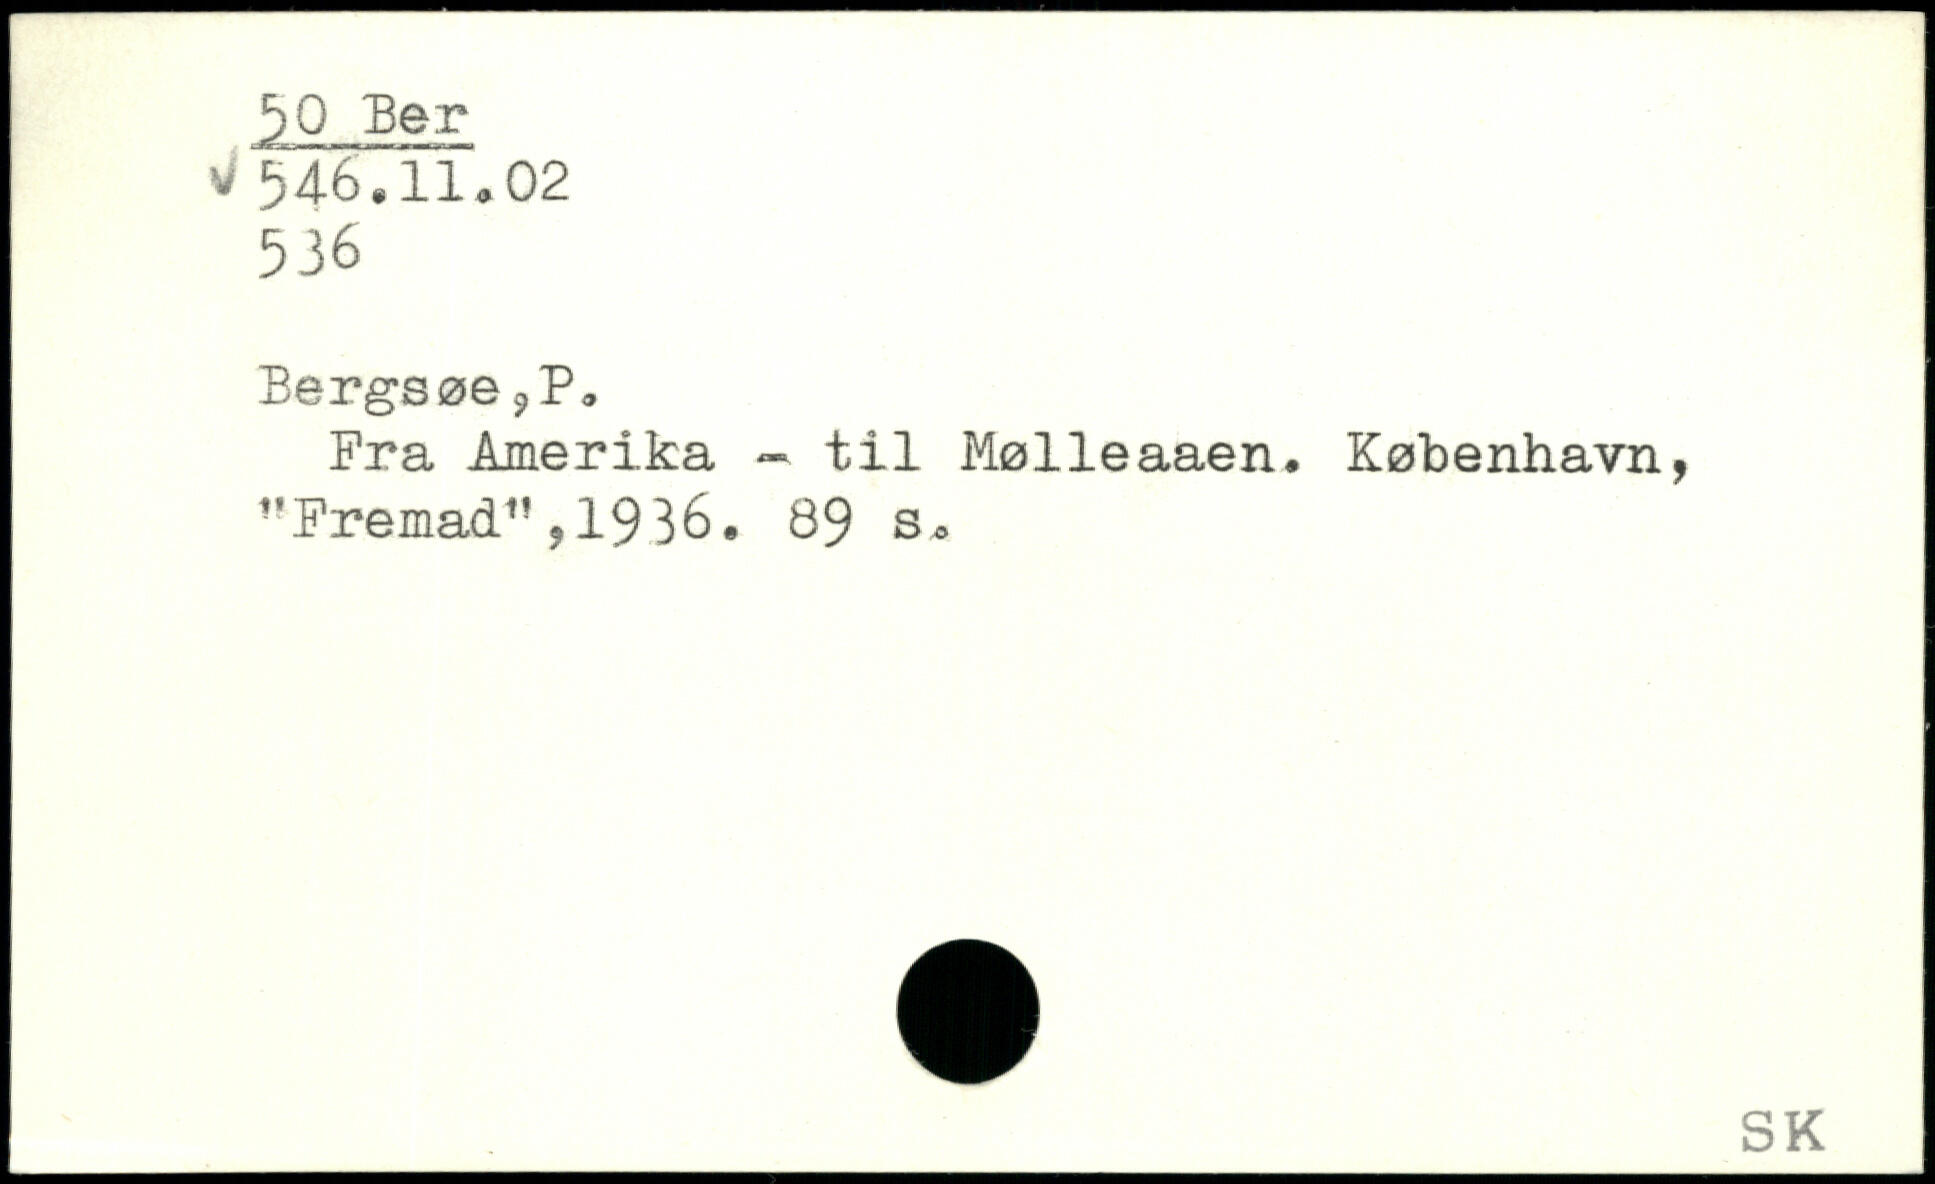 50 Ber
546.11.02
536
Bergsøe,P.
Fra Amerika - til Mølleaaen. København,
"Fremad",1936. 89 s.
SK